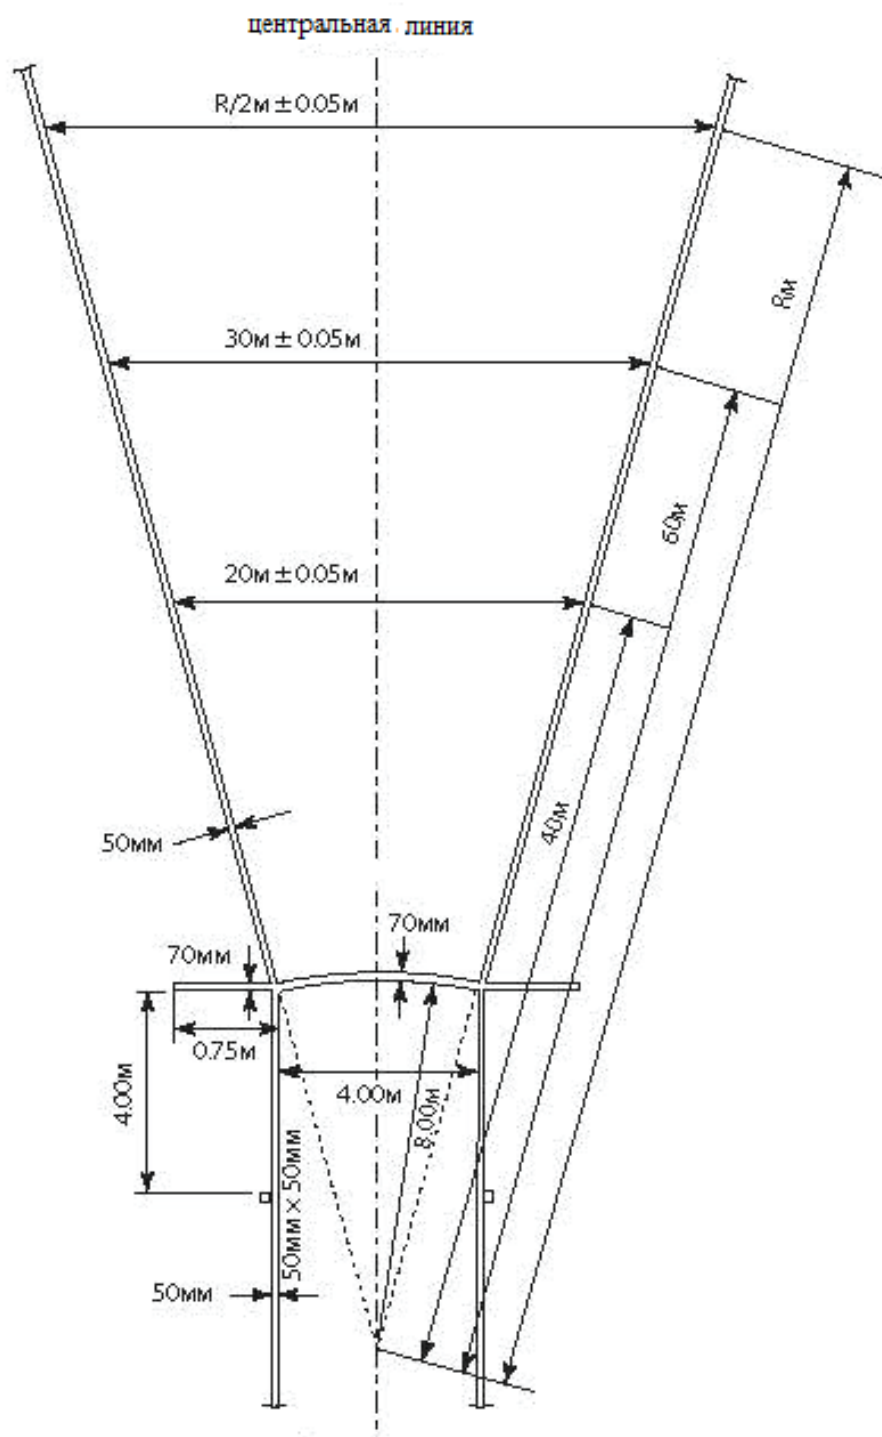 центральная линия
R/2м ± 0.05м
Rм
30м ± 0.05м
60м
20м ± 0.05м
40м
50мм
70мм
70мм
0.75м
4.00м
4.00м
8.00м
50мм × 50мм
50мм